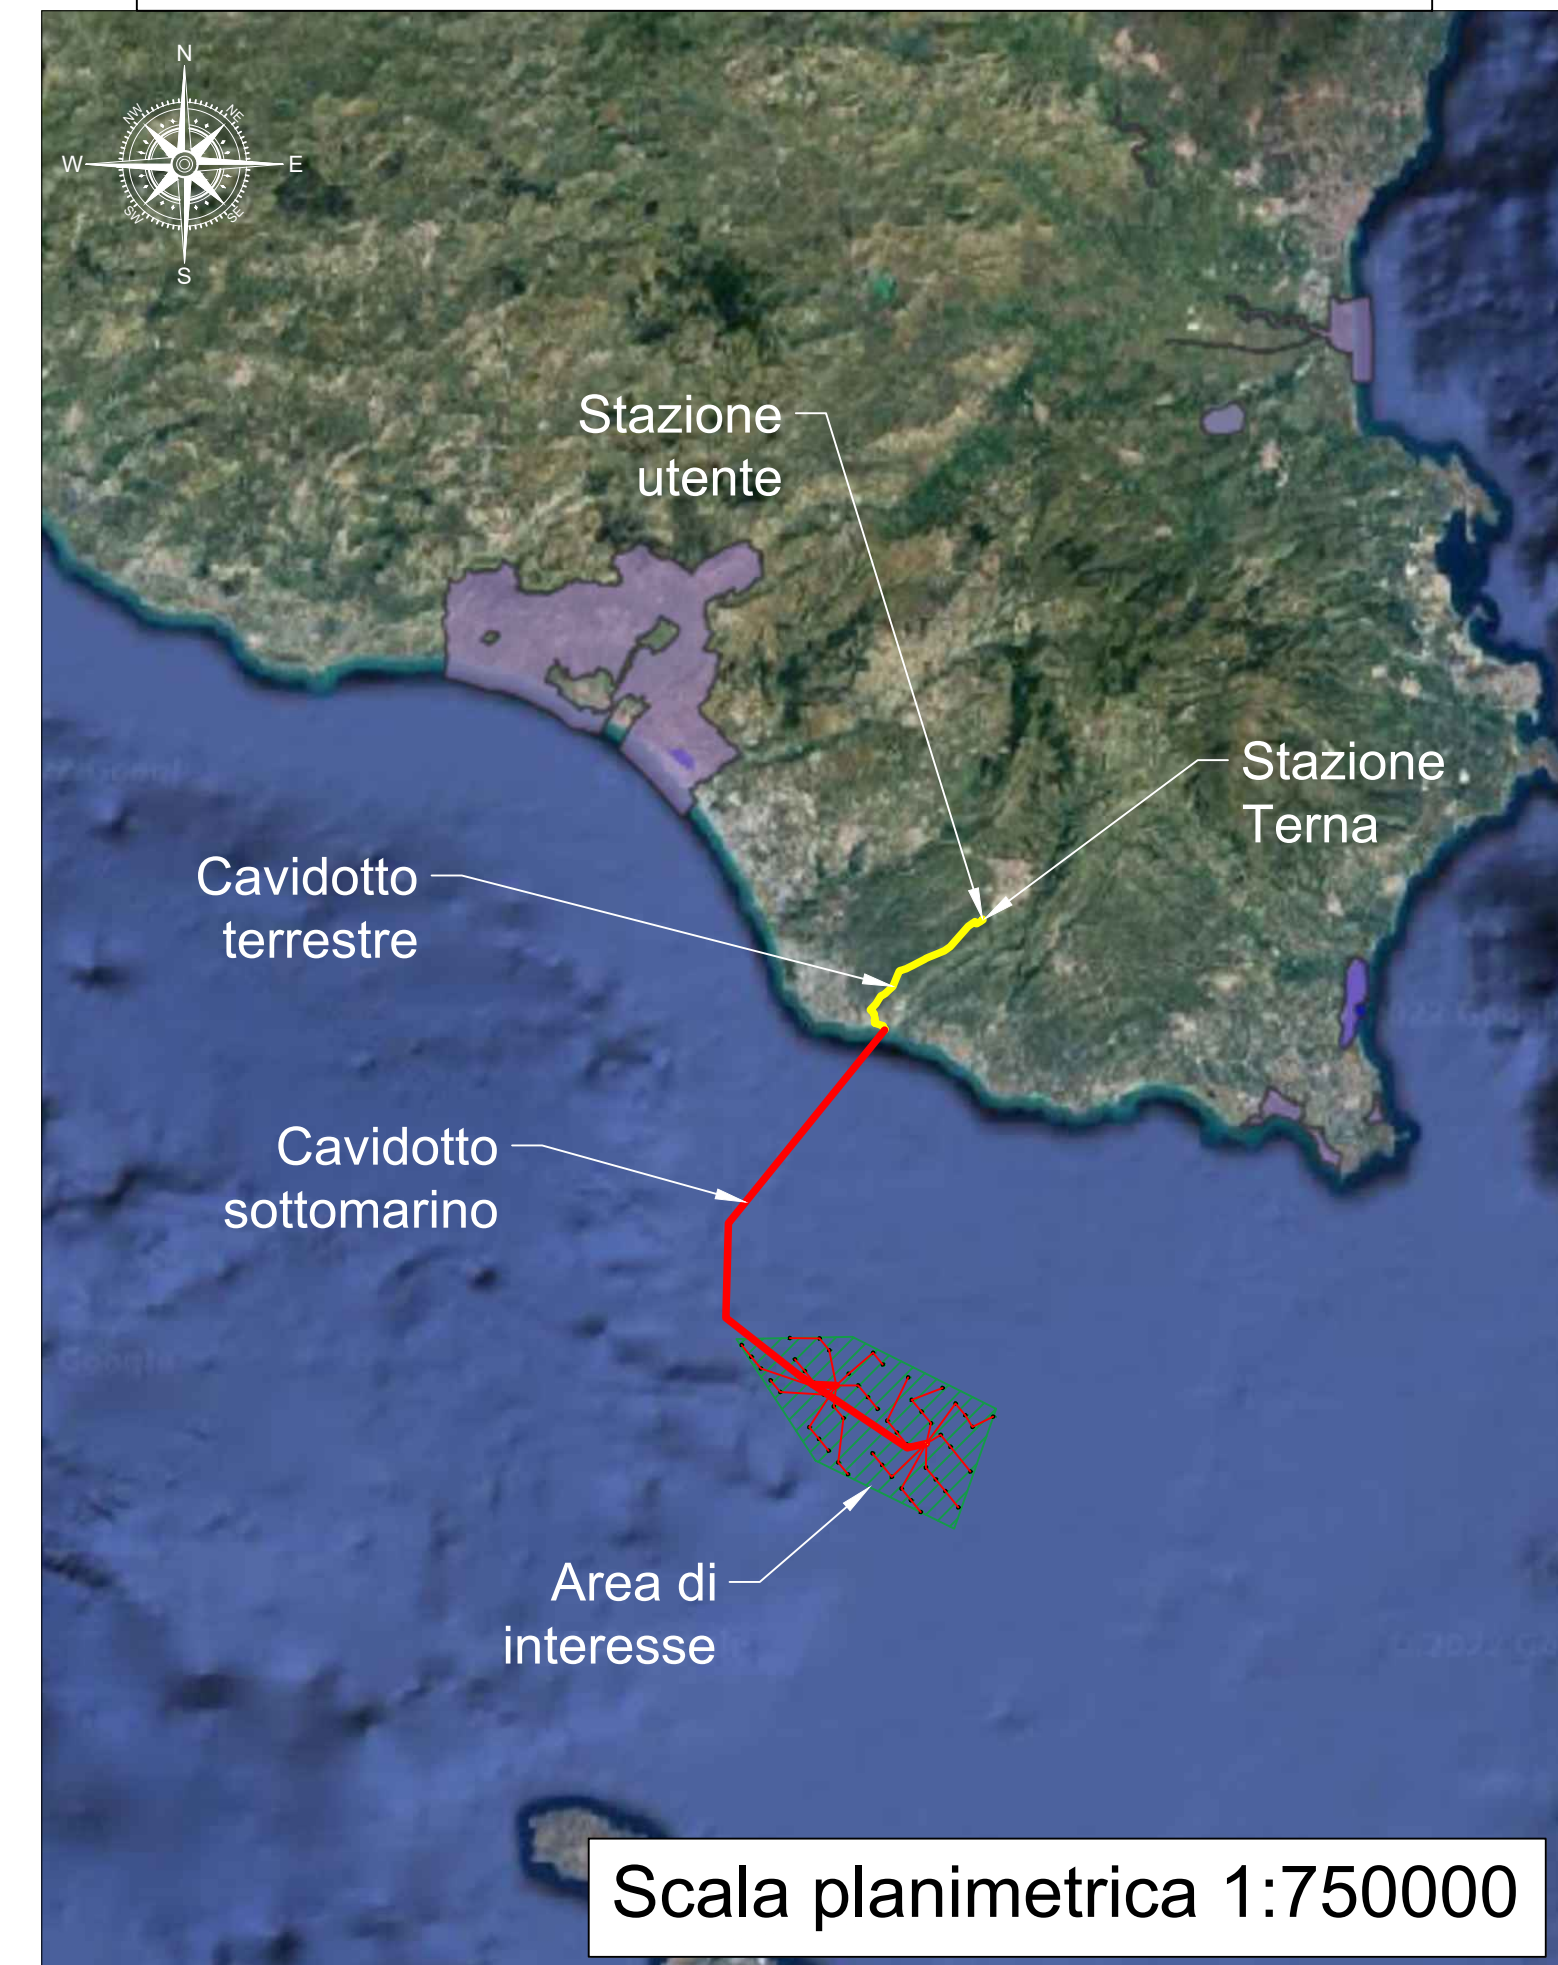 N
NW
NE
W
E
SW
SE
S
Stazione
utente
Stazione
Terna
Cavidotto
terrestre
Cavidotto
sottomarino
Area di
interesse
Scala planimetrica 1:750000